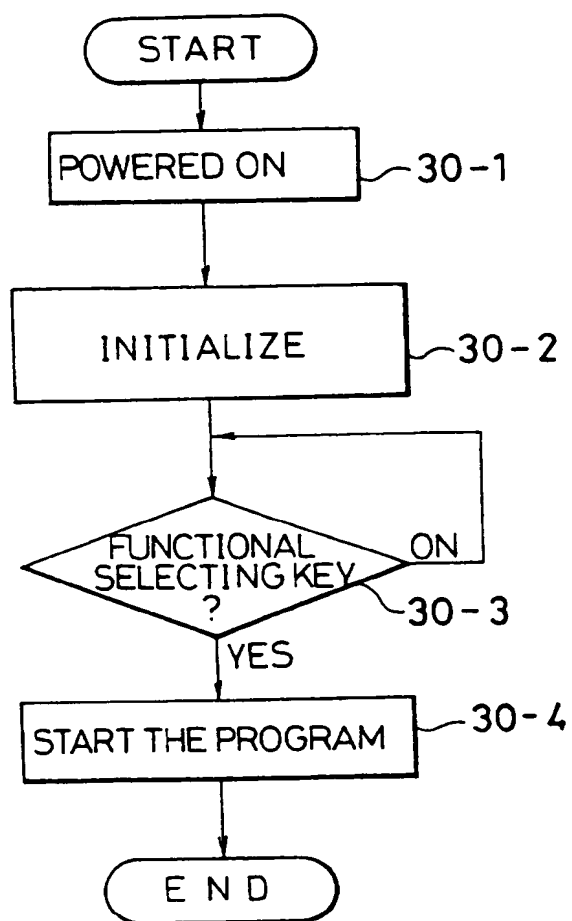 START
POWERED ON
30-1
INITIALIZE
30-2
FUNCTIONAL
SELECTING KEY
?
ON
30-3
YES
START THE PROGRAM
30-4
END